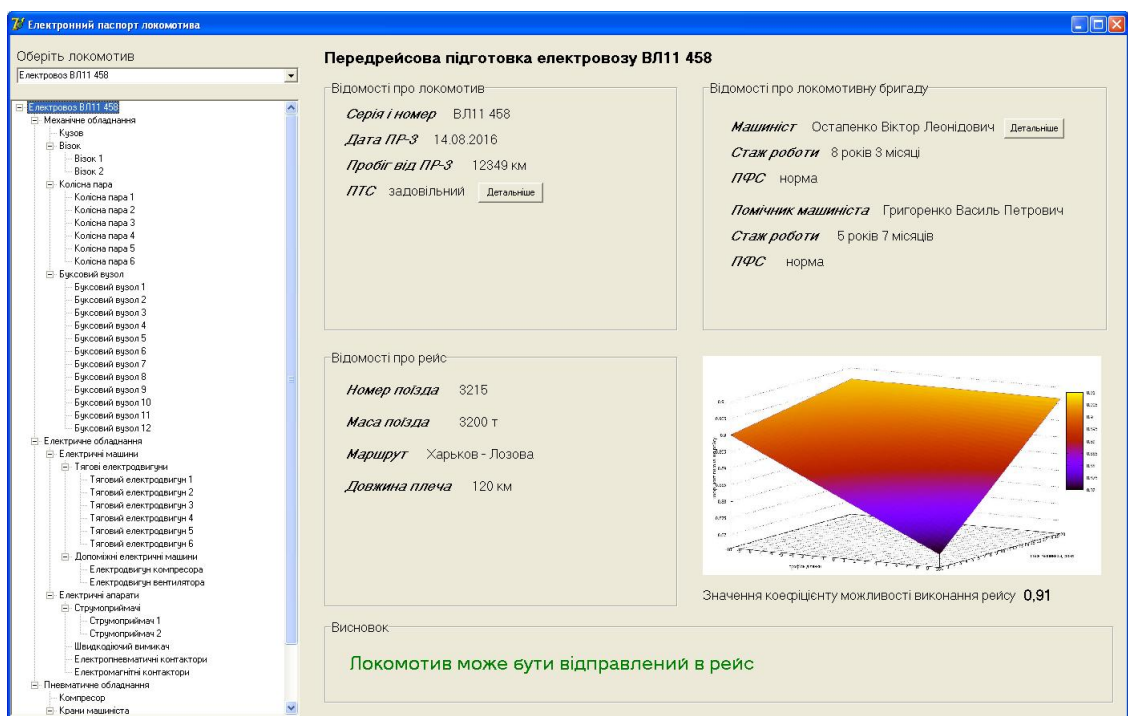 Електронний паспорт локомотива
Оберіть локомотив
Електровоз ВЛ11 458
Електровоз ВЛ11 458
Механічне обладнання
Кузов
Візок
Візок 1
Візок 2
Колісна пара
Колісна пара 1
Колісна пара 2
Колісна пара 3
Колісна пара 4
Колісна пара 5
Колісна пара 6
Буксовий вузол
Буксовий вузол 1
Буксовий вузол 2
Буксовий вузол 3
Буксовий вузол 4
Буксовий вузол 5
Буксовий вузол 6
Буксовий вузол 7
Буксовий вузол 8
Буксовий вузол 9
Буксовий вузол 10
Буксовий вузол 11
Буксовий вузол 12
Електричне обладнання
Електричні машини
Тягові електродвигуни
Тяговий електродвигун 1
Тяговий електродвигун 2
Тяговий електродвигун 3
Тяговий електродвигун 4
Тяговий електродвигун 5
Тяговий електродвигун 6
Допоміжні електричні машини
Електродвигун компресора
Електродвигун вентилятора
Електричні апарати
Струмоприймачі
Струмоприймач 1
Струмоприймач 2
Швидкодіючий вимикач
Електропневматичні контактори
Електромагнітні контактори
Пневматичне обладнання
Компресор
Крани машиніста
Передрейсова підготовка електровозу ВЛ11 458
Відомості про локомотив
Серія і номер ВЛ11 458
Дата ПР-3 14.08.2016
Пробіг від ПР-3 12349 км
ПТС задовільний Детальніше
Відомості про локомотивну бригаду
Машиніст Остапенко Віктор Леонідович Детальніше
Стаж роботи 8 років 3 місяці
ПФС норма
Помічник машиніста Григоренко Василь Петрович
Стаж роботи 5 років 7 місяців
ПФС норма
Відомості про рейс
Номер поїзда 3215
Маса поїзда 3200 т
Маршрут Харьков - Лозова
Довжина плеча 120 км
Значення коефіцієнту можливості виконання рейсу 0,91
Висновок
Локомотив може бути відправлений в рейс